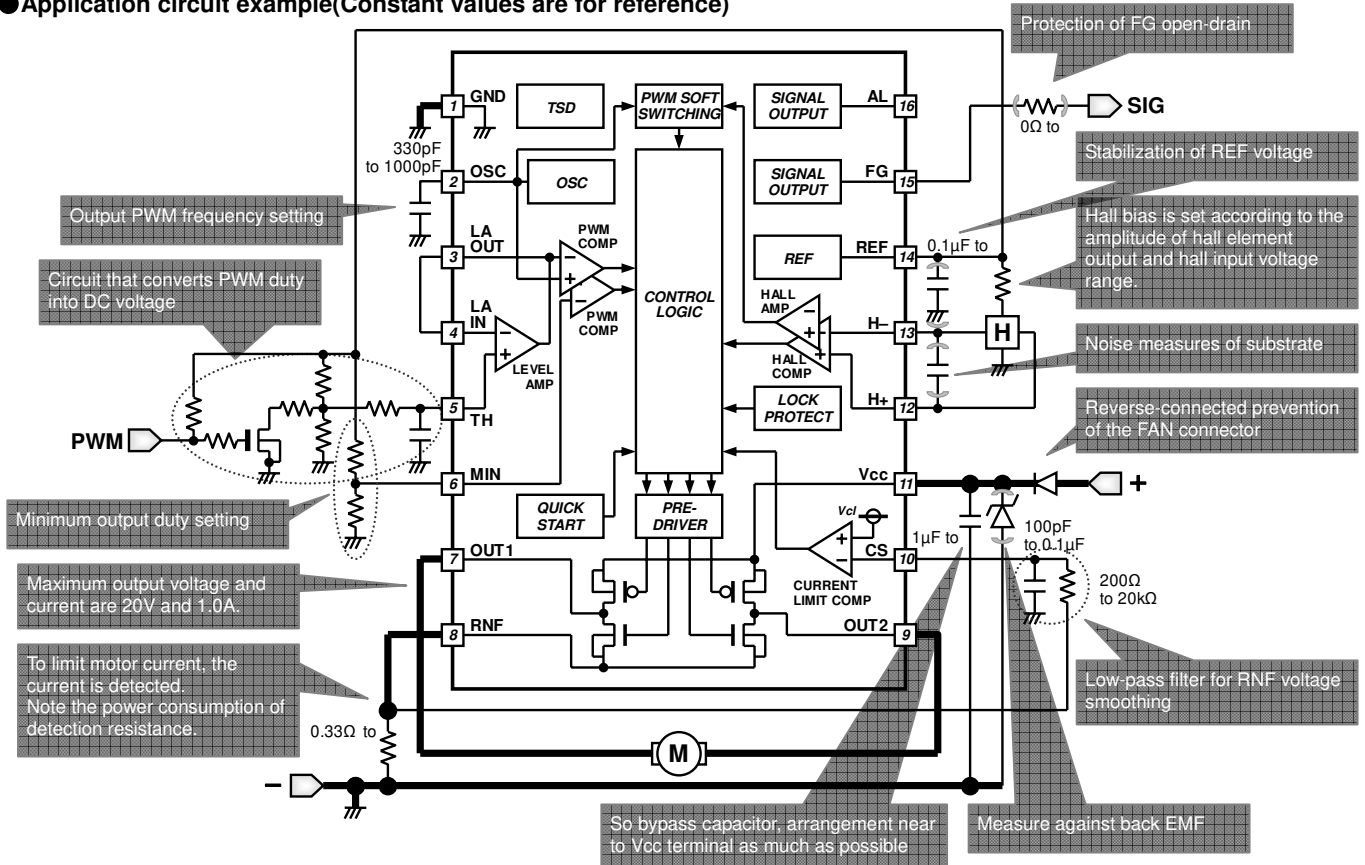 ●Application circuit example(Constant values are for reference)
Protection of FG open-drain
1
GND
TSD
PWM SOFT
SWITCHING
SIGNAL
OUTPUT
AL
16
SIG
0Ω to
330pF
to 1000pF
2
OSC
OSC
SIGNAL
OUTPUT
FG
15
Stabilization of REF voltage
Output PWM frequency setting
Hall bias is set according to the
amplitude of hall element
output and hall input voltage
range.
3
LA
OUT
PWM
COMP
REF
REF
14
0.1µF to
Circuit that converts PWM duty
into DC voltage
4
LA
IN
PWM
COMP
CONTROL
LOGIC
HALL
AMP
H–
13
H
LEVEL
AMP
HALL
COMP
Noise measures of substrate
5
TH
LOCK
PROTECT
H+
12
PWM
Reverse-connected prevention
of the FAN connector
6
MIN
Vcc
11
+
Minimum output duty setting
QUICK
START
PRE-
DRIVER
Vcl
1µF to
100pF
to 0.1µF
7
OUT1
CS
10
CURRENT
LIMIT COMP
200Ω
to 20kΩ
Maximum output voltage and
current are 20V and 1.0A.
8
RNF
OUT2
9
To limit motor current, the
current is detected.
Note the power consumption of
detection resistance.
Low-pass filter for RNF voltage
smoothing
0.33Ω to
M
–
So bypass capacitor, arrangement near
to Vcc terminal as much as possible
Measure against back EMF